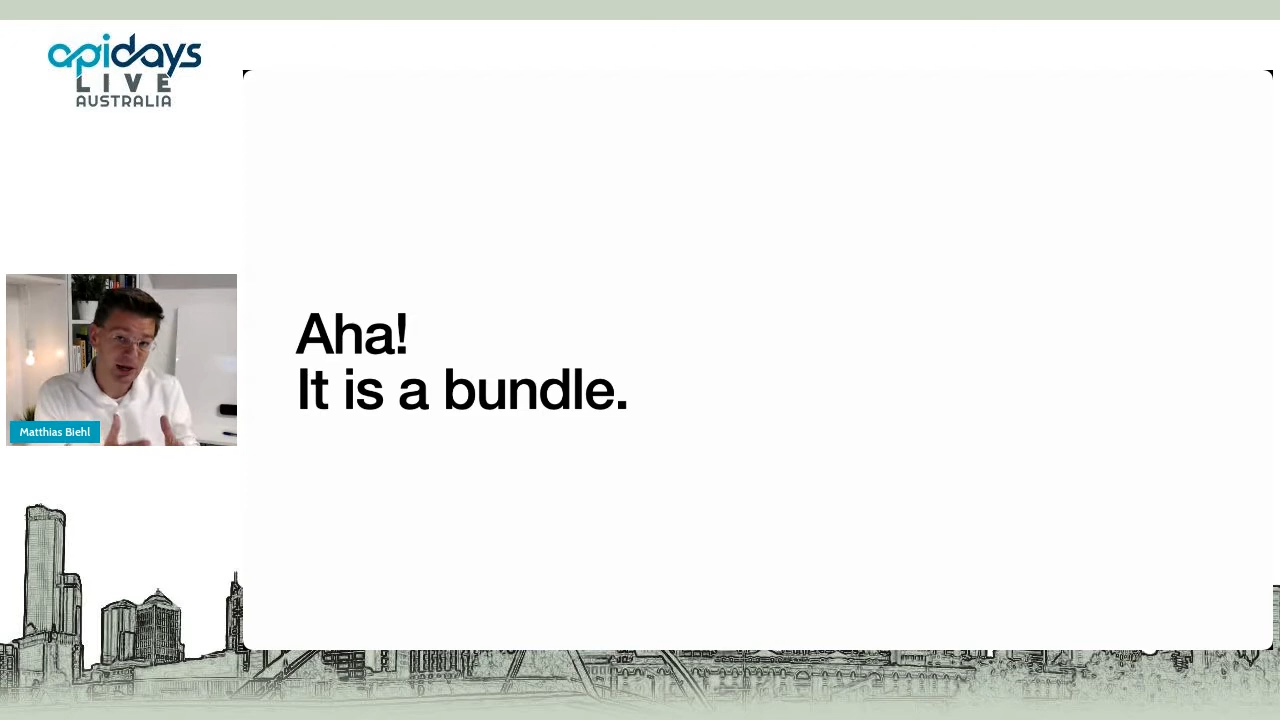 apidays
LIVE
AUSTRALIA
Aha!
It is a bundle.
Matthias Biehl